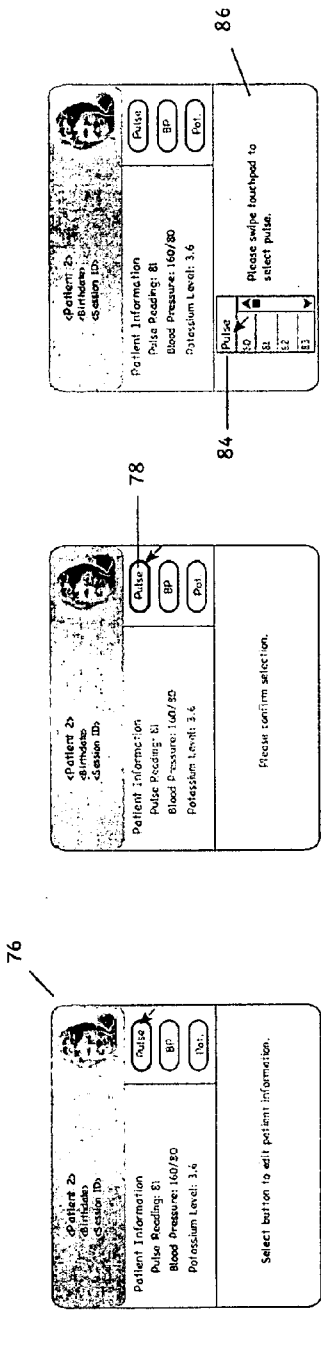 76
<Patient 2>
<Birthdate>
<Session ID>
Patient Information
Pulse Reading: 81
Blood Pressure: 160/80
Potassium Level: 3.6
Pulse
BP
Pot.
Select button to edit patient information.
78
<Patient 2>
<Birthdate>
<Session ID>
Patient Information
Pulse Reading: 81
Blood Pressure: 160/80
Potassium Level: 3.6
Pulse
BP
Pot.
Please confirm selection.
<Patient 2>
<Birthdate>
<Session ID>
Patient Information
Pulse Reading: 81
Blood Pressure: 160/80
Potassium Level: 3.6
Pulse
BP
Pot.
84
Pulse
80
81
82
83
Please swipe touchpad to
select pulse.
86